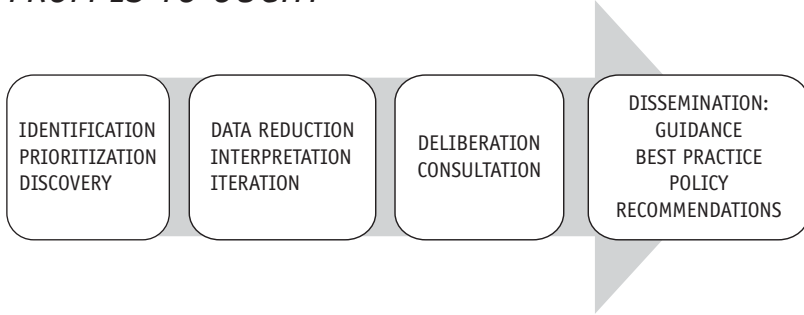 IDENTIFICATION
PRIORITIZATION
DISCOVERY
DATA REDUCTION
INTERPRETATION
ITERATION
DELIBERATION
CONSULTATION
DISSEMINATION:
GUIDANCE
BEST PRACTICE
POLICY
RECOMMENDATIONS